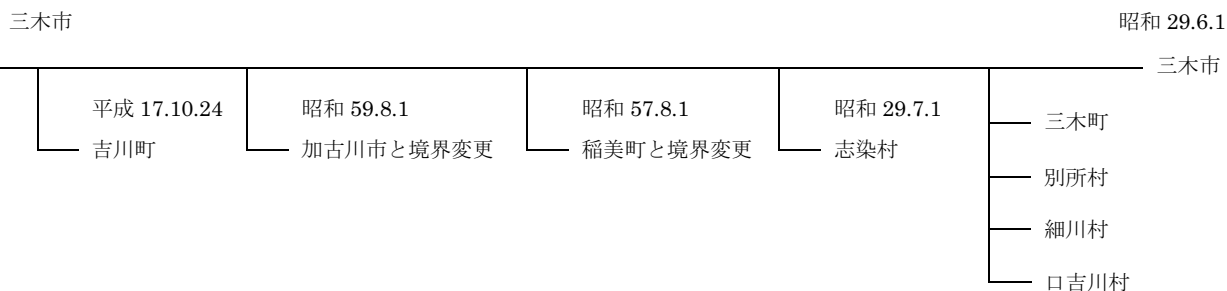 三木市
昭和 29.6.1
三木市
平成 17.10.24
吉川町
昭和 59.8.1
加古川市と境界変更
昭和 57.8.1
稲美町と境界変更
昭和 29.7.1
志染村
三木町
別所村
細川村
口吉川村